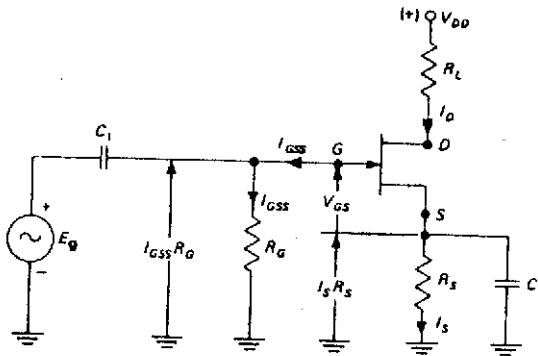 (+) V_DD
R_L
I_D
C_1
I_GSS
G
D
I_GSS
V_GS
S
+
E_g
−
I_GSS R_G
R_G
I_S R_S
R_S
C
I_S